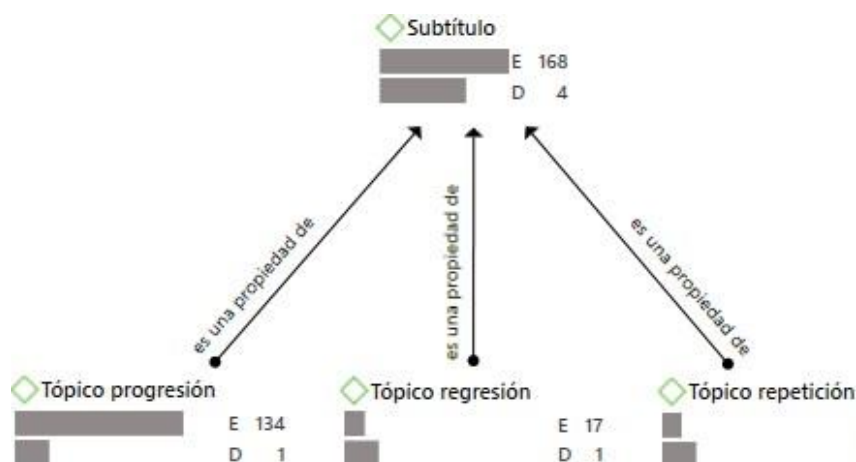 Subtítulo
E 168
D 4
es una propiedad de
es una propiedad de
es una propiedad de
Tópico progresión
Tópico regresión
Tópico repetición
E 134
E 17
D 1
D 1